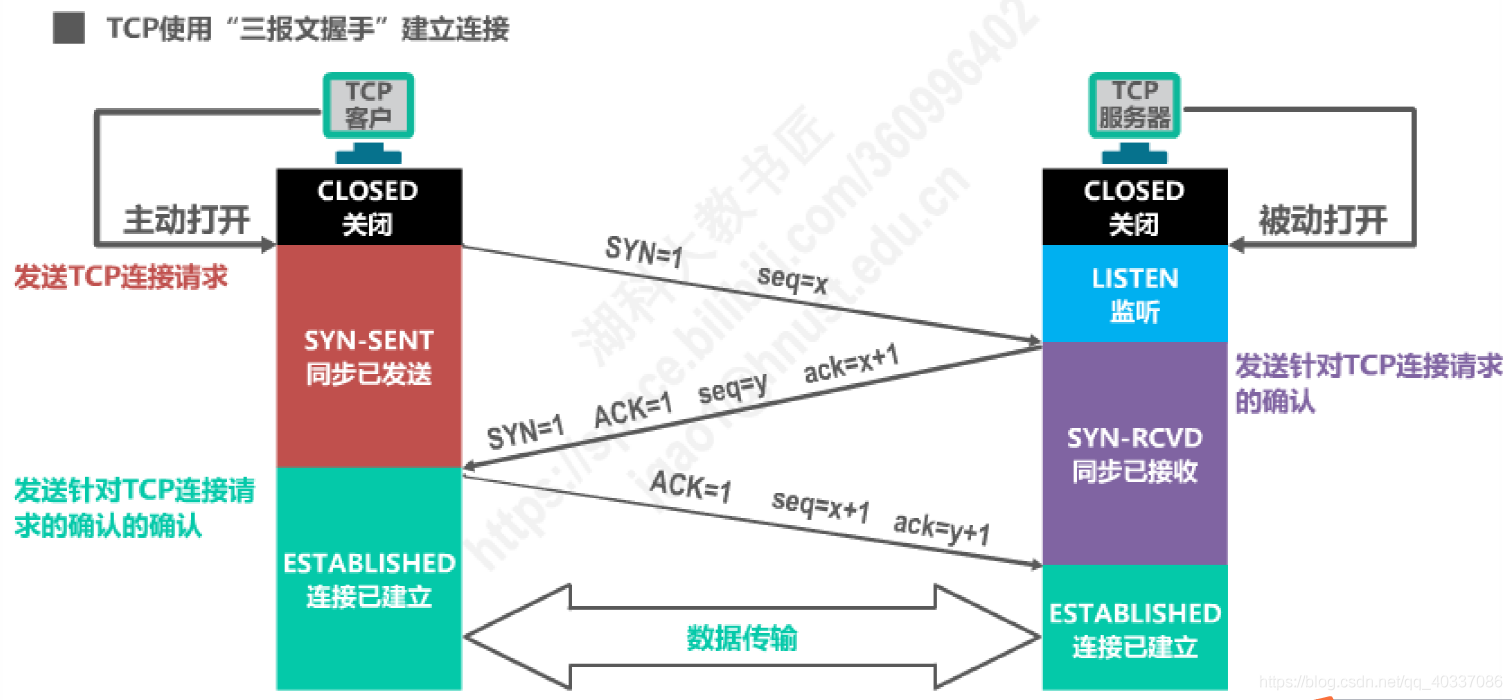 TCP使用“三报文握手”建立连接
TCP
客户
TCP
服务器
CLOSED
关闭
CLOSED
关闭
主动打开
被动打开
发送TCP连接请求
SYN=1 seq=x
LISTEN
监听
SYN-SENT
同步已发送
SYN=1 ACK=1 seq=y ack=x+1
发送针对TCP连接请求
的确认
SYN-RCVD
同步已接收
发送针对TCP连接请
求的确认的确认
ACK=1 seq=x+1 ack=y+1
ESTABLISHED
连接已建立
ESTABLISHED
连接已建立
数据传输
湖科大教书匠
https://space.bilibili.com/360996402
https://blog.csdn.net/qq_40337086